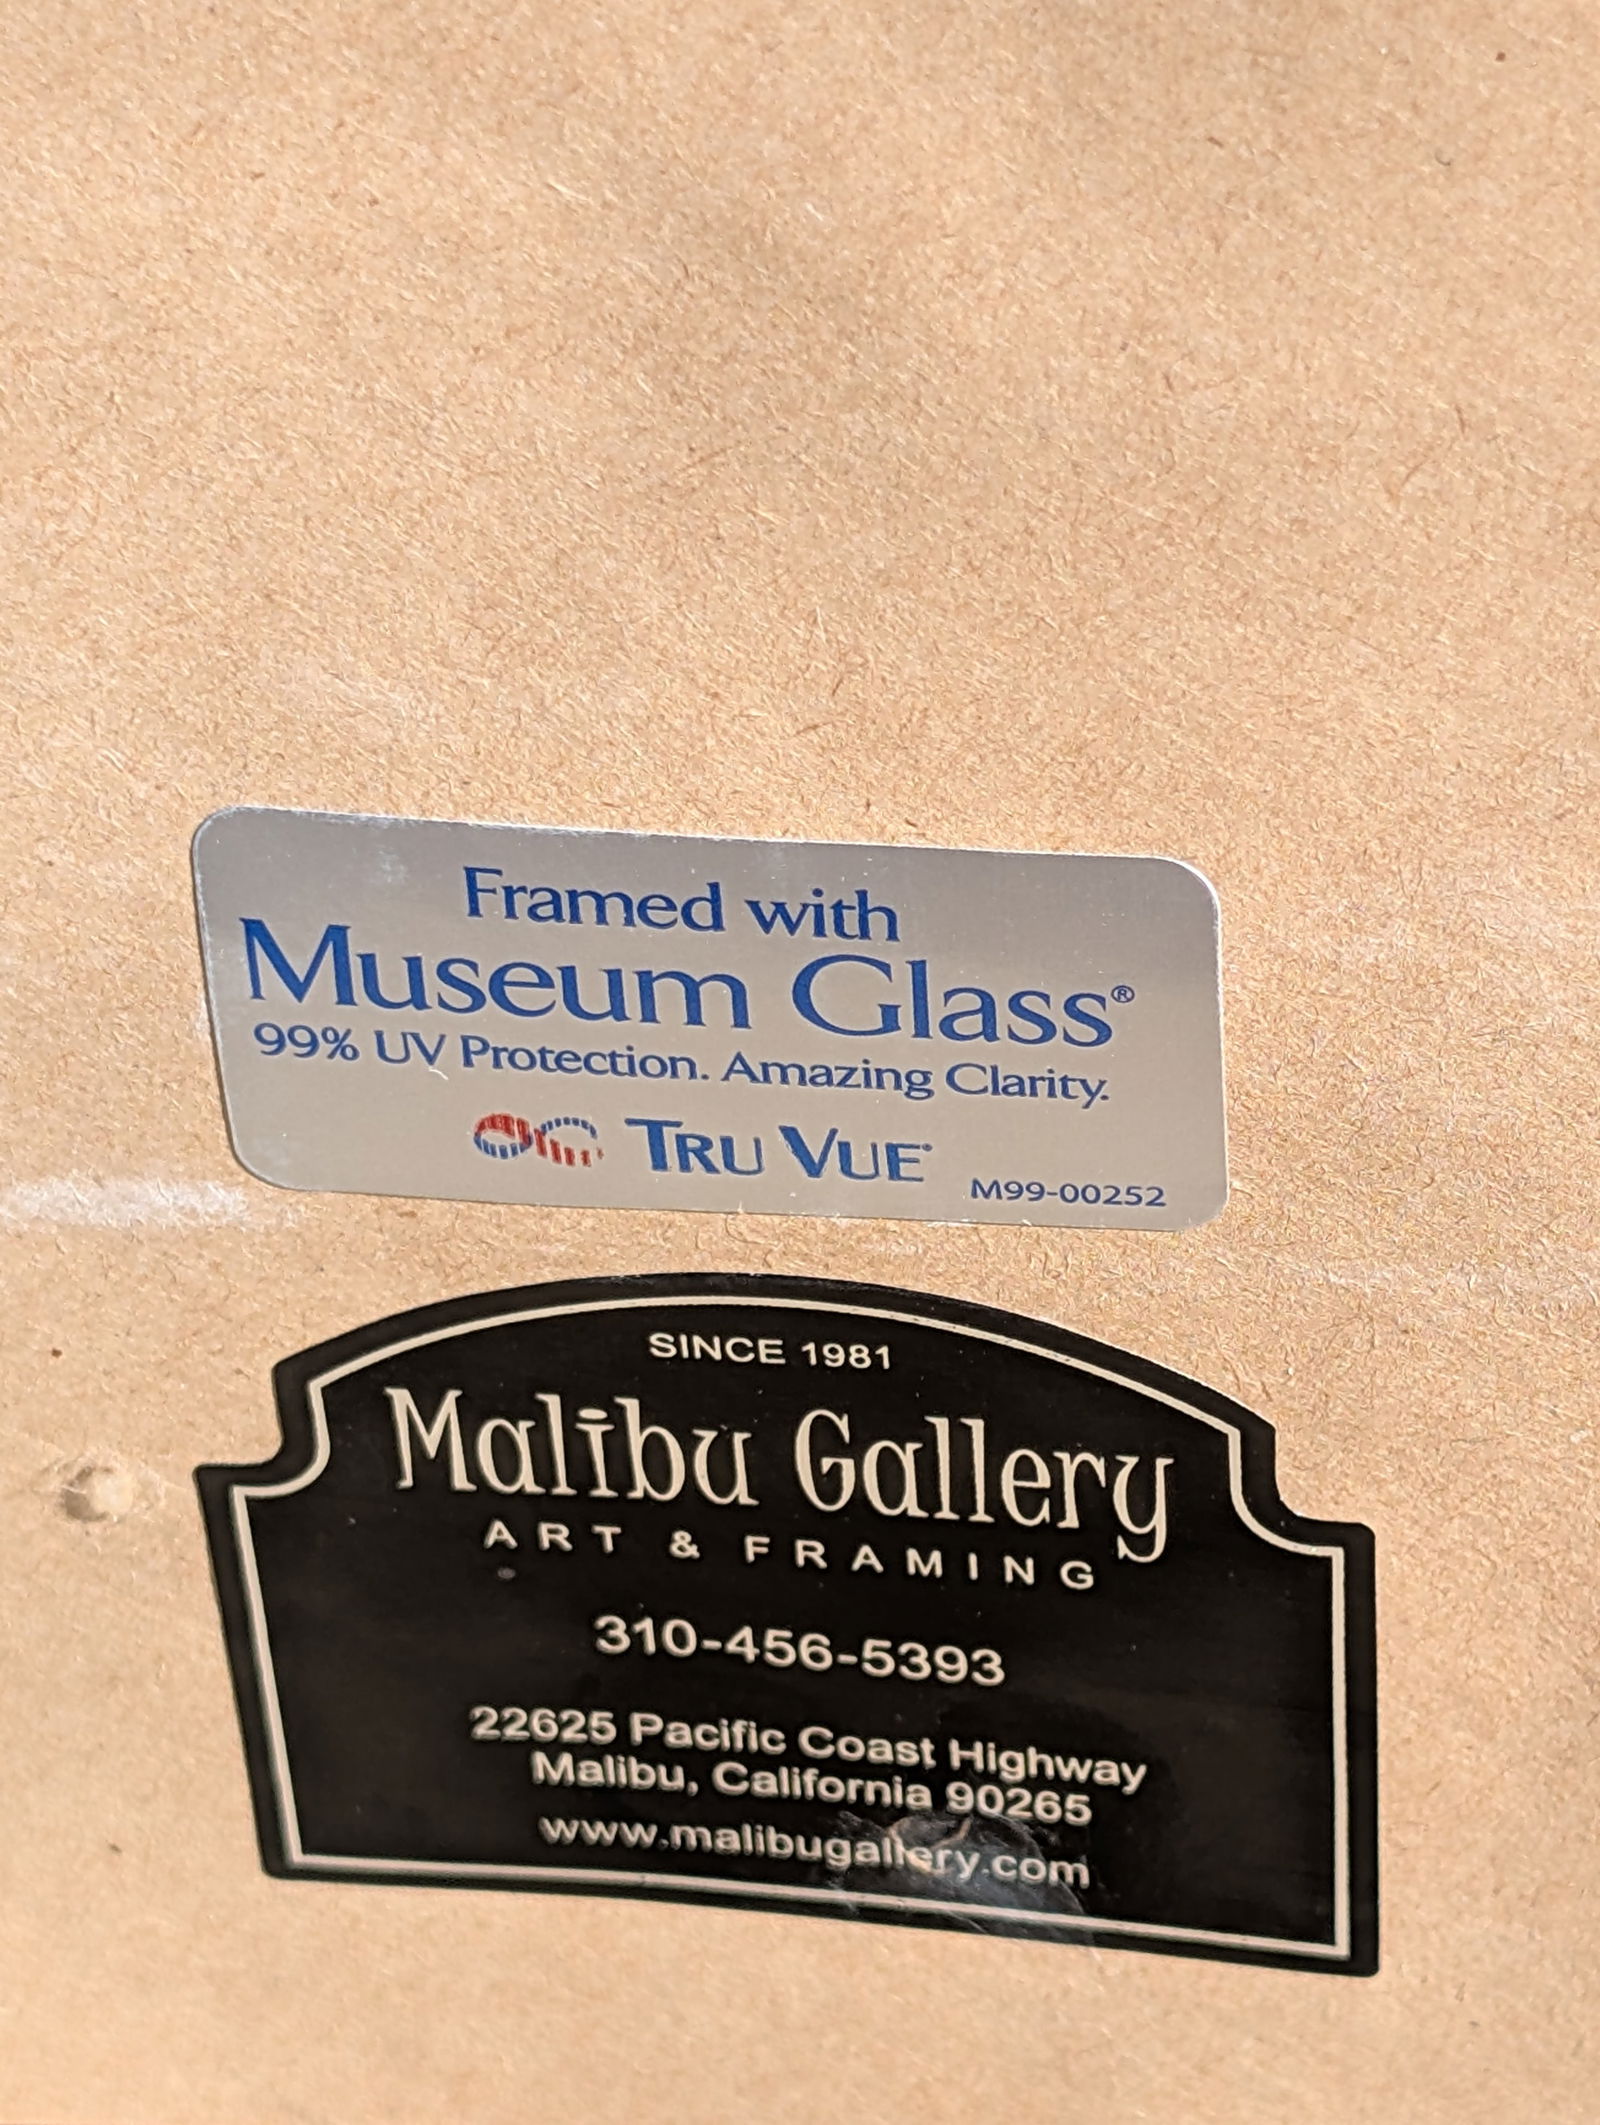 Framed with
Museum Glass®
99% UV Protection. Amazing Clarity.
TRU VUE®
M99-00252
SINCE 1981
Malibu Gallery
ART & FRAMING
310-456-5393
22625 Pacific Coast Highway
Malibu, California 90265
www.malibugallery.com